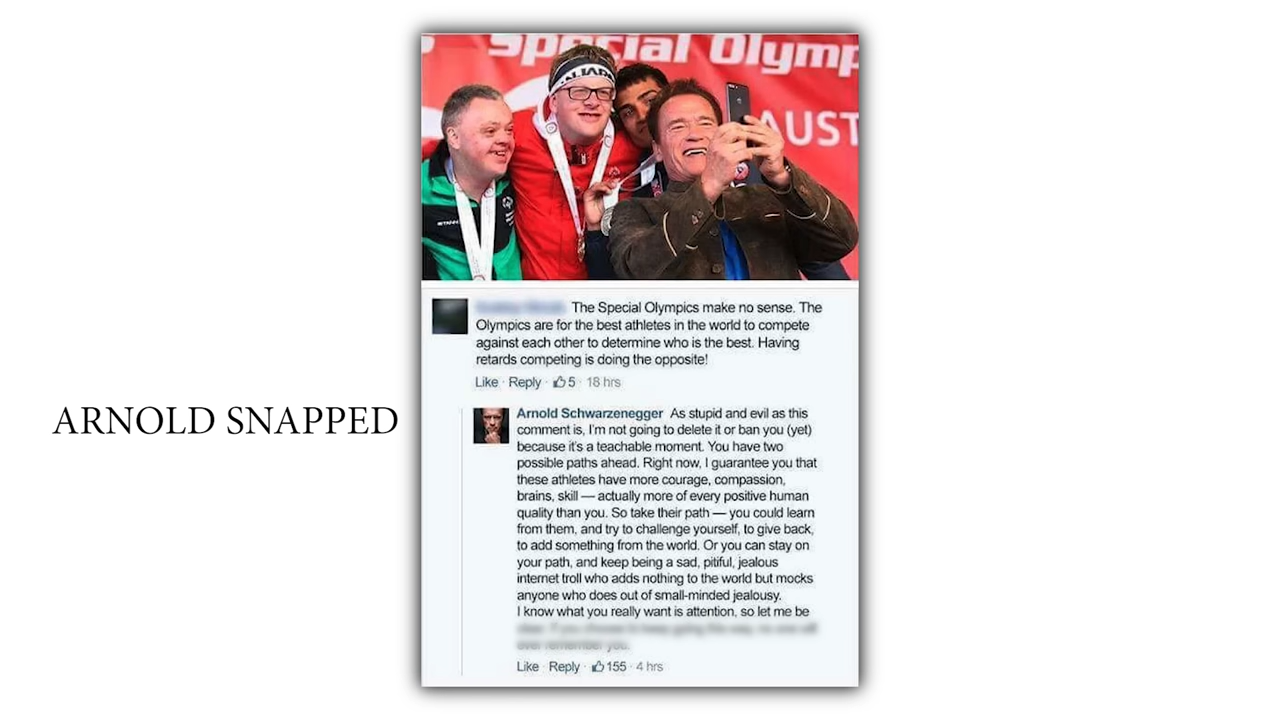 Special Olymp
AUST
The Special Olympics make no sense. The
Olympics are for the best athletes in the world to compete
against each other to determine who is the best. Having
retards competing is doing the opposite!
Like · Reply · 5 · 18 hrs
ARNOLD SNAPPED
Arnold Schwarzenegger As stupid and evil as this
comment is, I'm not going to delete it or ban you (yet)
because it's a teachable moment. You have two
possible paths ahead. Right now, I guarantee you that
these athletes have more courage, compassion,
brains, skill — actually more of every positive human
quality than you. So take their path — you could learn
from them, and try to challenge yourself, to give back,
to add something from the world. Or you can stay on
your path, and keep being a sad, pitiful, jealous
internet troll who adds nothing to the world but mocks
anyone who does out of small-minded jealousy.
I know what you really want is attention, so let me be
Like · Reply · 155 · 4 hrs